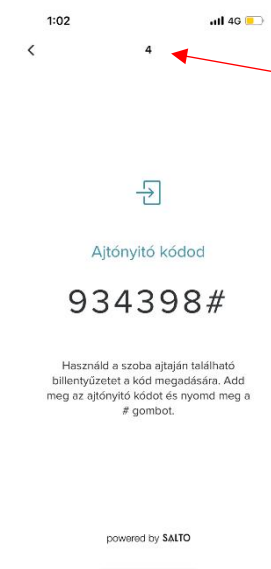 1:02 4G
4
Ajtónyitó kódod
934398#
Használd a szoba ajtaján található
billentyűzetet a kód megadására. Add
meg az ajtónyitó kódot és nyomd meg a
# gombot.
powered by SALTO